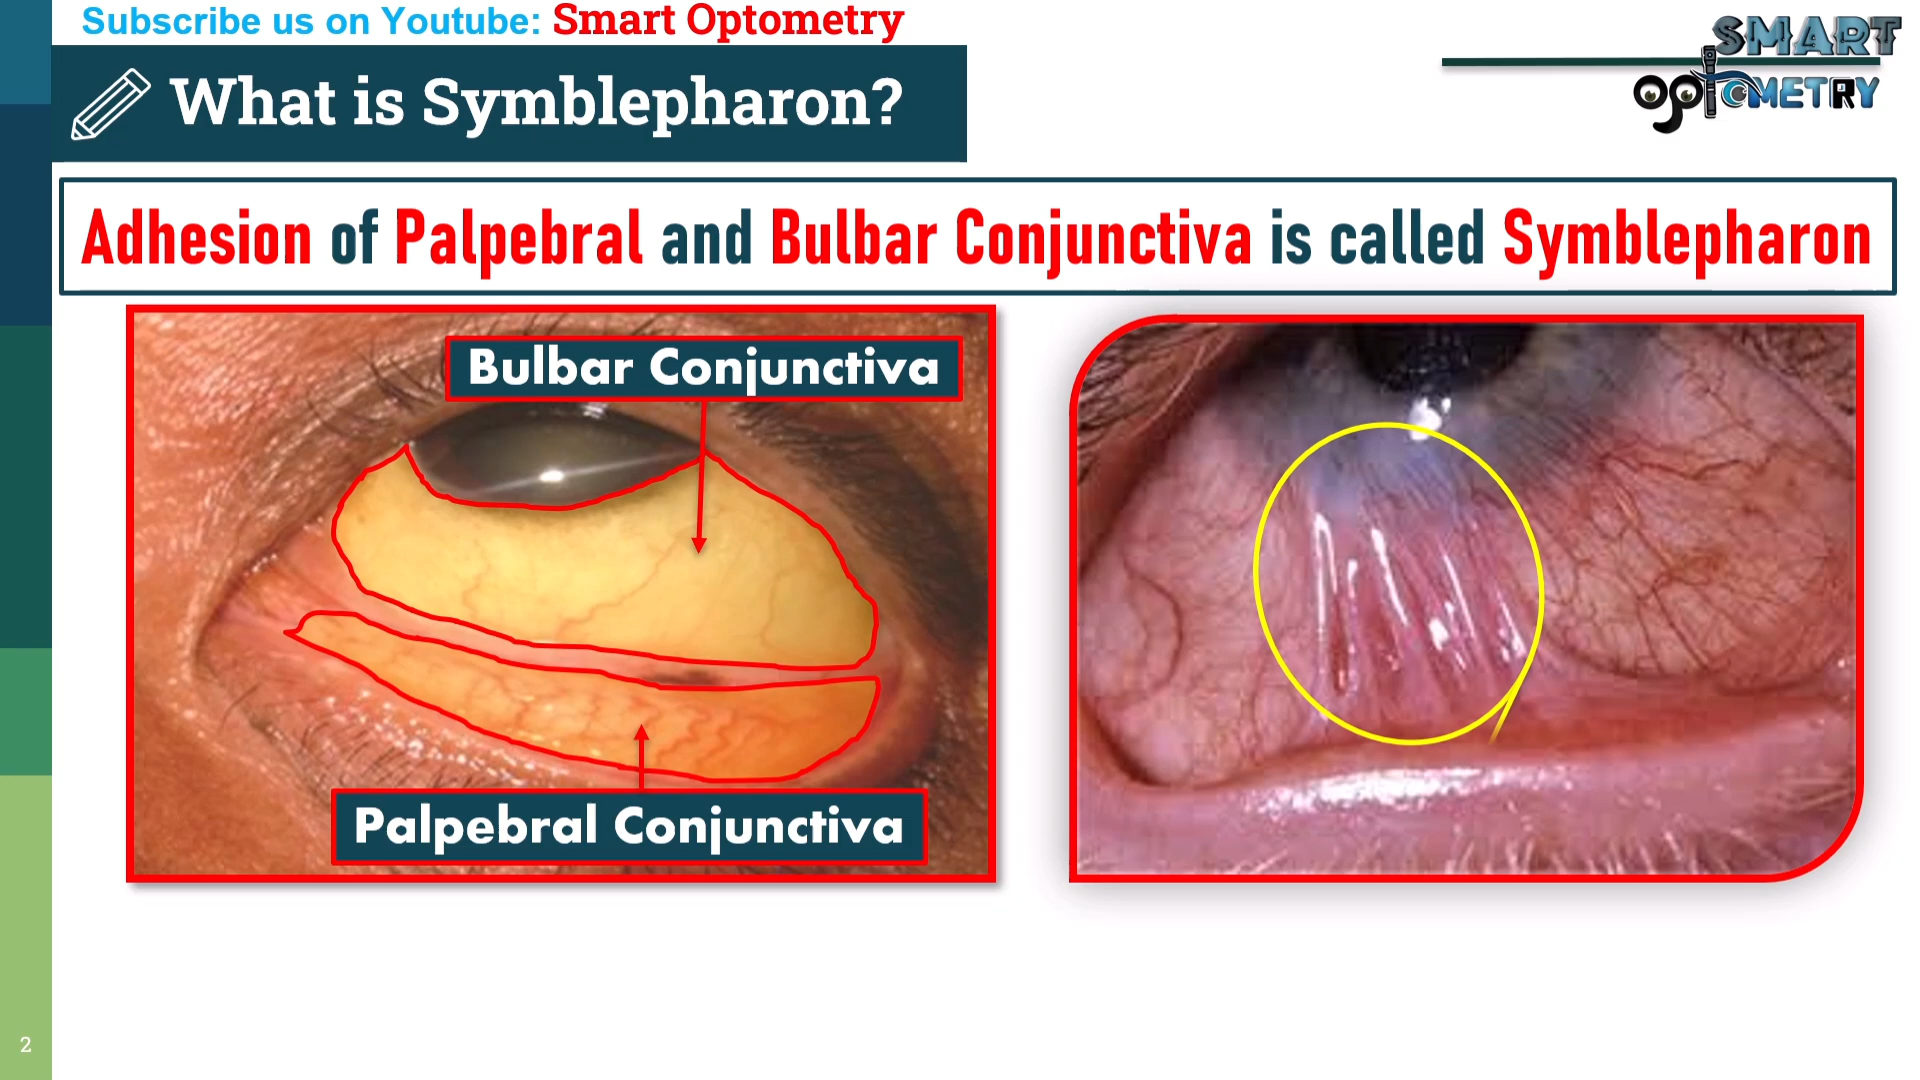 Subscribe us on Youtube: Smart Optometry
SMART
optOMETRY
What is Symblepharon?
Adhesion of Palpebral and Bulbar Conjunctiva is called Symblepharon
Bulbar Conjunctiva
Palpebral Conjunctiva
2